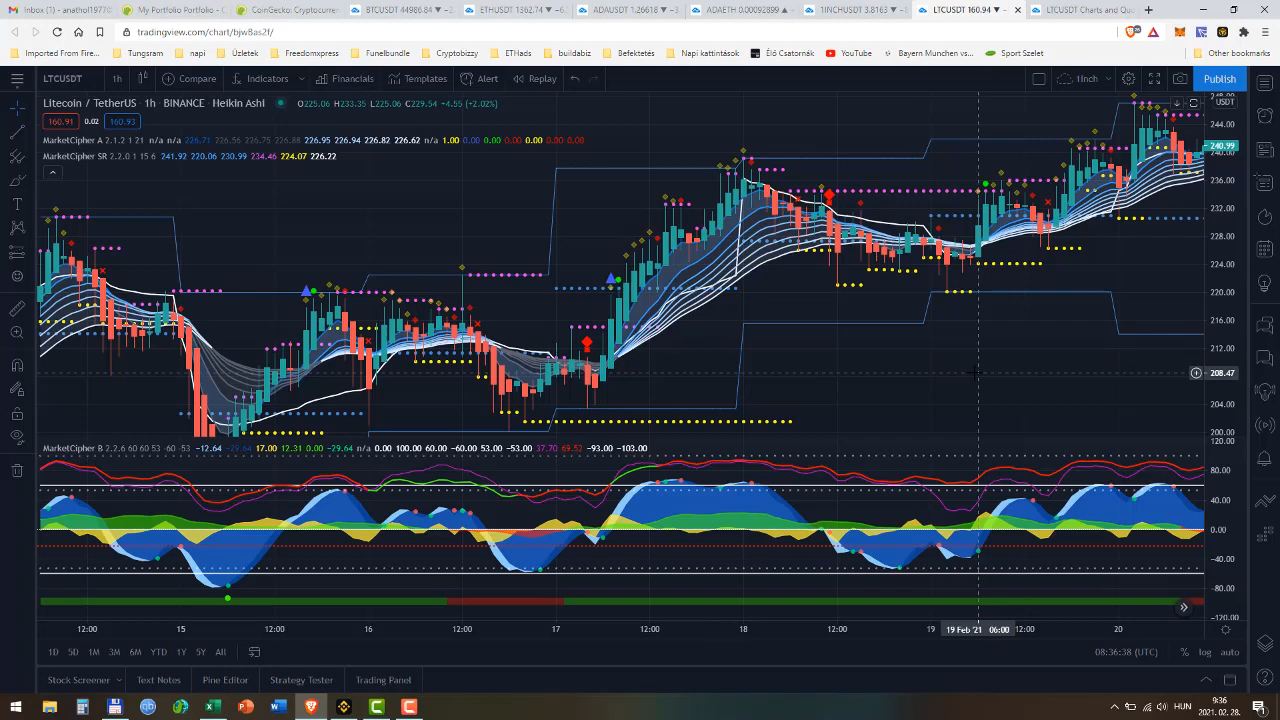 Inbox (1) - anathol1977@
My Portfolio Portfolio - C
CoinGecko: Cryptocurren
BTCUSDT 44986.84 ▼ −2.
ETHUSDT 1362.74 ▼ −6.
ADAUSDT 1.26618 ▼ −3.
ADAETH 0.00092899 ▲
1INCHUSDT 3.8163 ▼
LTCUSDT 160.94 ▼ −
LTCUSD Charts and Quo
tradingview.com/chart/bjwBas2f/
Imported From Fire...
Tungsram
napi
Üzletek
Freedomxpress
Funelbundle
Cryptobizzy
ETHads
buildabiz
Befektetés
Napi kattintások
Élő Csatornák
YouTube
Bayern Munchen vs...
Sport Szelet
Other bookmarks
LTCUSDT
1h
Compare
Indicators
Financials
Templates
Alert
Replay
1Inch
Publish
Litecoin / TetherUS · 1h · BINANCE · Heikin Ashi O225.06 H233.35 L225.06 C229.54 +4.55 (+2.02%)
160.91 0.02 160.93
MarketCipher A 2.1.2 1 21 n/a n/a 226.71 226.56 226.75 226.88 226.95 226.94 226.82 226.62 n/a 1.00 0.00 0.00 0.00 0.00 −0.00
MarketCipher SR 2.2.0 1 15 6 241.92 220.06 230.99 234.46 224.07 226.22
USDT
248.00
244.00
240.99
240.00
236.00
232.00
228.00
224.00
220.00
216.00
212.00
208.47
204.00
200.00
MarketCipher B 2.2.6 60 60 53 -60 -53 −12.64 −29.64 17.00 12.31 0.00 −29.64 n/a 0.00 100.00 60.00 −60.00 53.00 −53.00 37.70 69.52 −93.00 −103.00
120.00
80.00
40.00
0.00
−40.00
−80.00
−120.00
12:00
15
12:00
16
12:00
17
12:00
18
12:00
19
19 Feb '21 06:00
12:00
20
1D 5D 1M 3M 6M YTD 1Y 5Y All
08:36:38 (UTC)
%
log
auto
Stock Screener
Text Notes
Pine Editor
Strategy Tester
Trading Panel
HUN
9:36
2021. 02. 28.